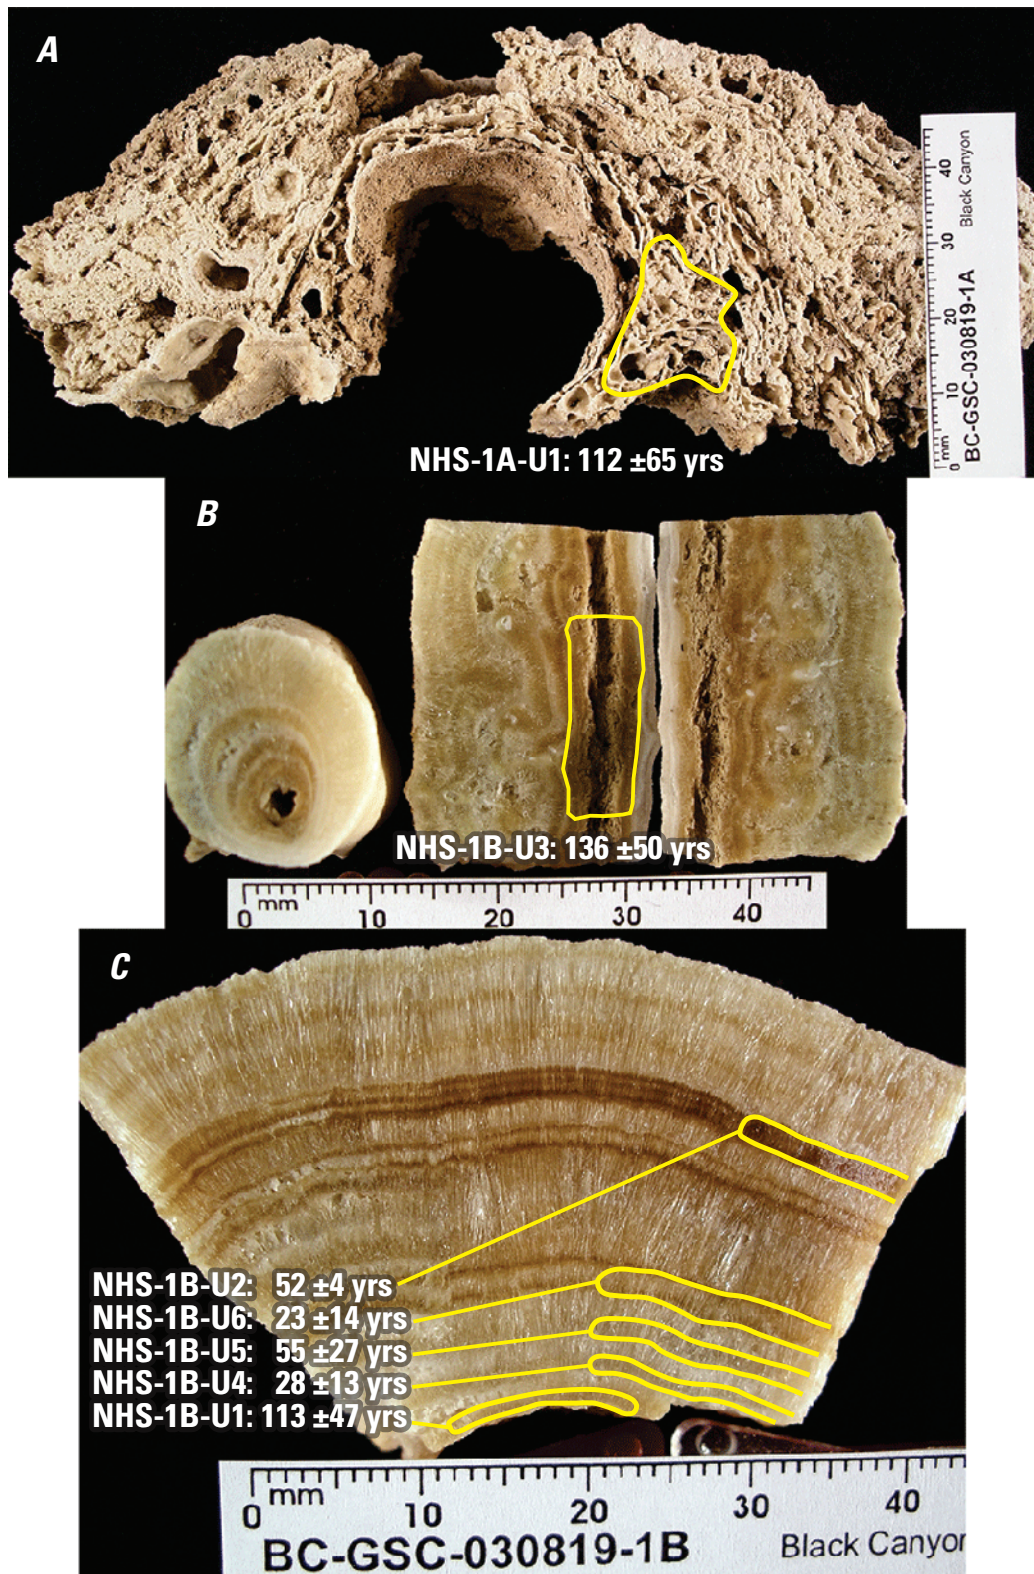 A
40
30
20
10
0
mm
Black Canyon
BC-GSC-030819-1A
NHS-1A-U1: 112 ±65 yrs
B
NHS-1B-U3: 136 ±50 yrs
0 mm 10 20 30 40
C
NHS-1B-U2: 52 ±4 yrs
NHS-1B-U6: 23 ±14 yrs
NHS-1B-U5: 55 ±27 yrs
NHS-1B-U4: 28 ±13 yrs
NHS-1B-U1: 113 ±47 yrs
0 mm 10 20 30 40
BC-GSC-030819-1B
Black Canyon